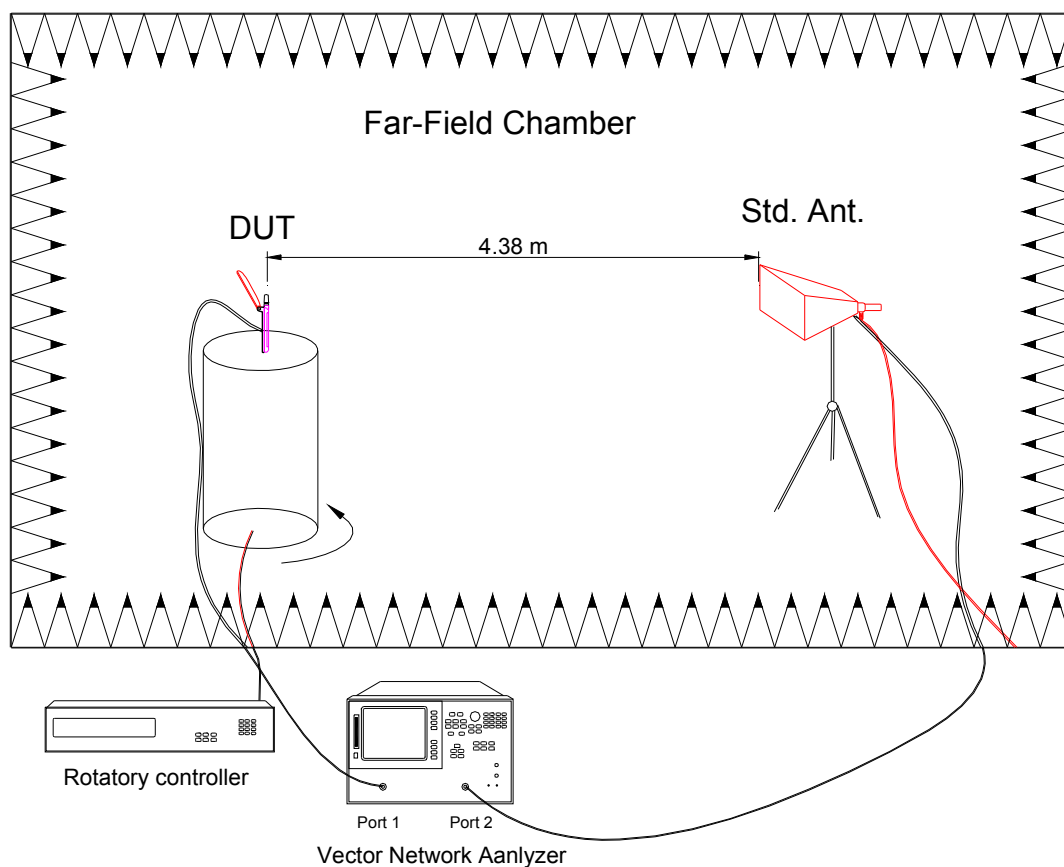 Far-Field Chamber
DUT
Std. Ant.
4.38 m
Rotatory controller
Port 1
Port 2
Vector Network Aanlyzer